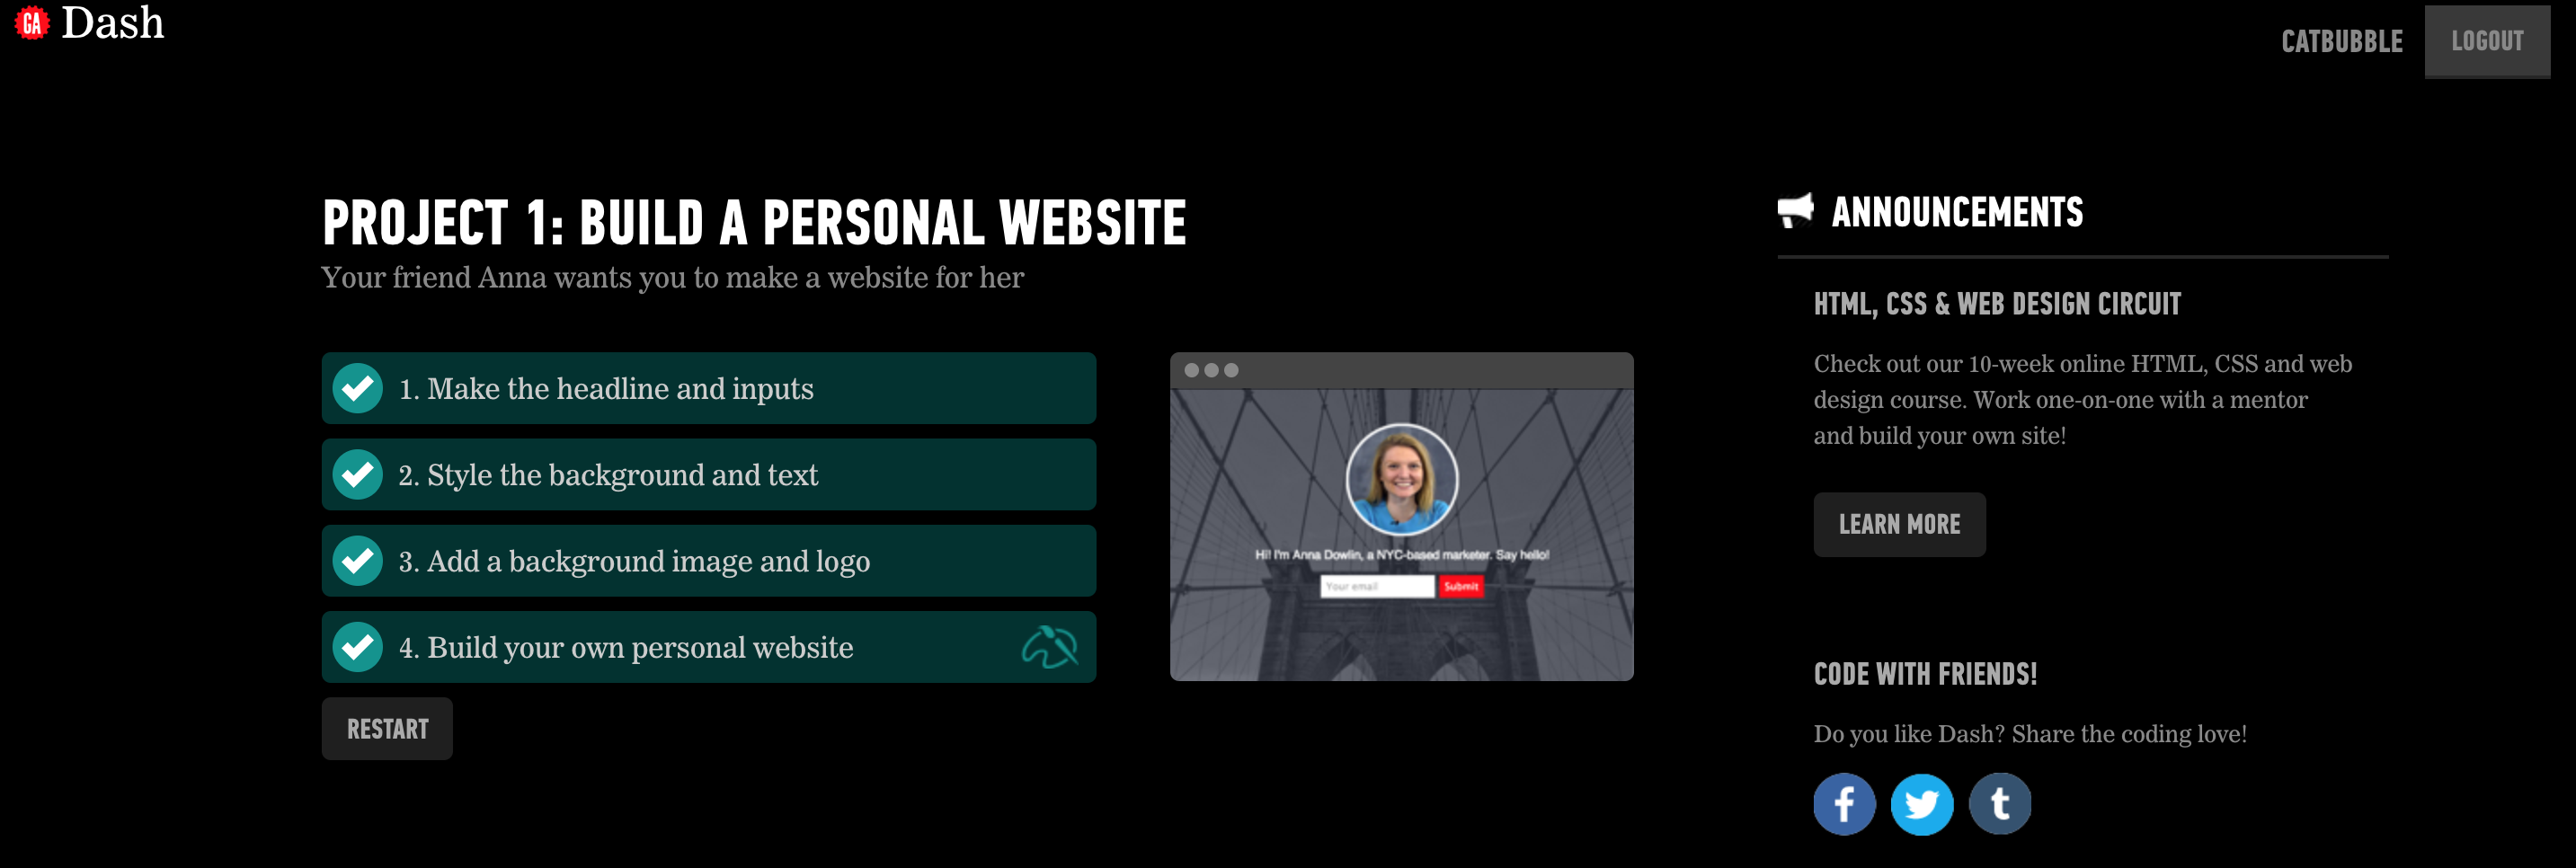 GA Dash
CATBUBBLE
LOGOUT
PROJECT 1: BUILD A PERSONAL WEBSITE
Your friend Anna wants you to make a website for her
1. Make the headline and inputs
2. Style the background and text
3. Add a background image and logo
4. Build your own personal website
RESTART
Hi! I'm Anna Dowlin, a NYC-based marketer. Say hello!
Your email Submit
ANNOUNCEMENTS
HTML, CSS & WEB DESIGN CIRCUIT
Check out our 10-week online HTML, CSS and web
design course. Work one-on-one with a mentor
and build your own site!
LEARN MORE
CODE WITH FRIENDS!
Do you like Dash? Share the coding love!
f t